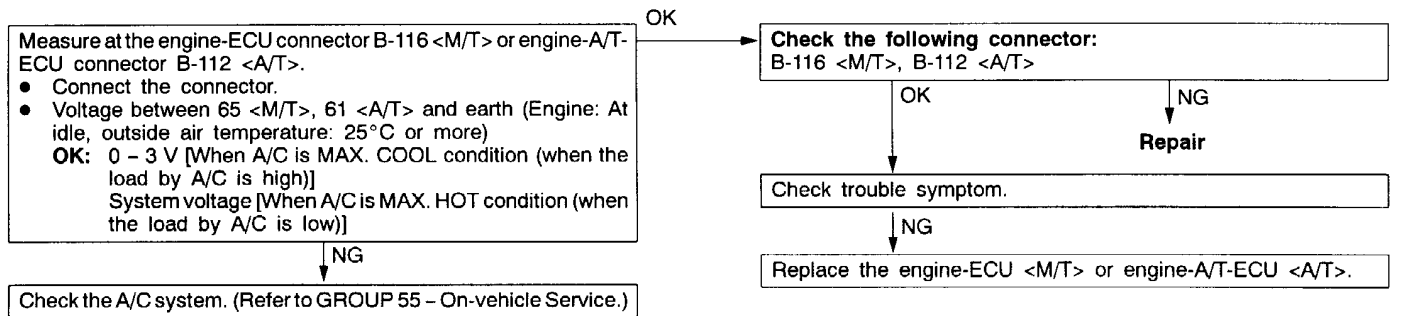 OK
Measure at the engine-ECU connector B-116 <M/T> or engine-A/T-
ECU connector B-112 <A/T>.
● Connect the connector.
● Voltage between 65 <M/T>, 61 <A/T> and earth (Engine: At
idle, outside air temperature: 25°C or more)
OK: 0 – 3 V [When A/C is MAX. COOL condition (when the
load by A/C is high)]
System voltage [When A/C is MAX. HOT condition (when
the load by A/C is low)]
NG
Check the A/C system. (Refer to GROUP 55 – On-vehicle Service.)
Check the following connector:
B-116 <M/T>, B-112 <A/T>
OK
NG
Repair
Check trouble symptom.
NG
Replace the engine-ECU <M/T> or engine-A/T-ECU <A/T>.